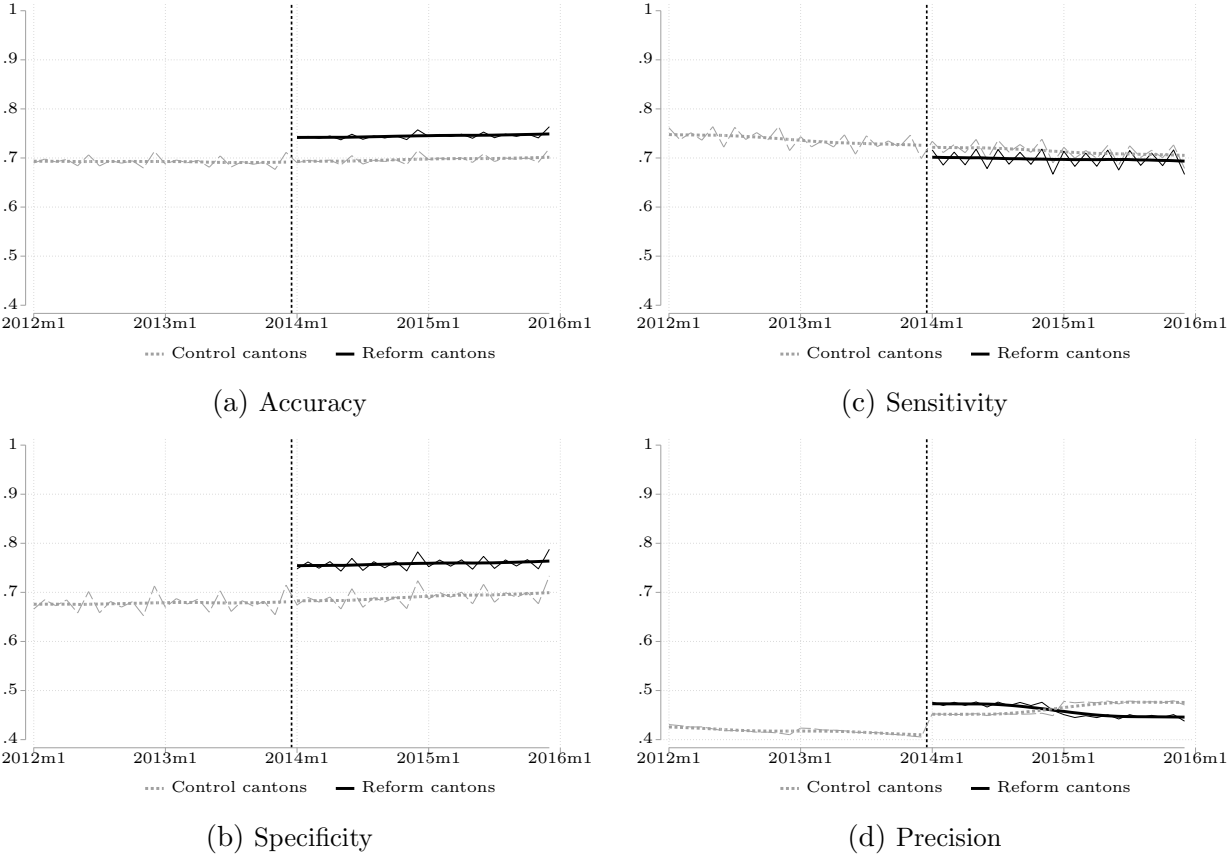 1
.9
.8
.7
.6
.5
.4
2012m1 2013m1 2014m1 2015m1 2016m1
Control cantons Reform cantons
(a) Accuracy
1
.9
.8
.7
.6
.5
.4
2012m1 2013m1 2014m1 2015m1 2016m1
Control cantons Reform cantons
(c) Sensitivity
1
.9
.8
.7
.6
.5
.4
2012m1 2013m1 2014m1 2015m1 2016m1
Control cantons Reform cantons
(b) Specificity
1
.9
.8
.7
.6
.5
.4
2012m1 2013m1 2014m1 2015m1 2016m1
Control cantons Reform cantons
(d) Precision